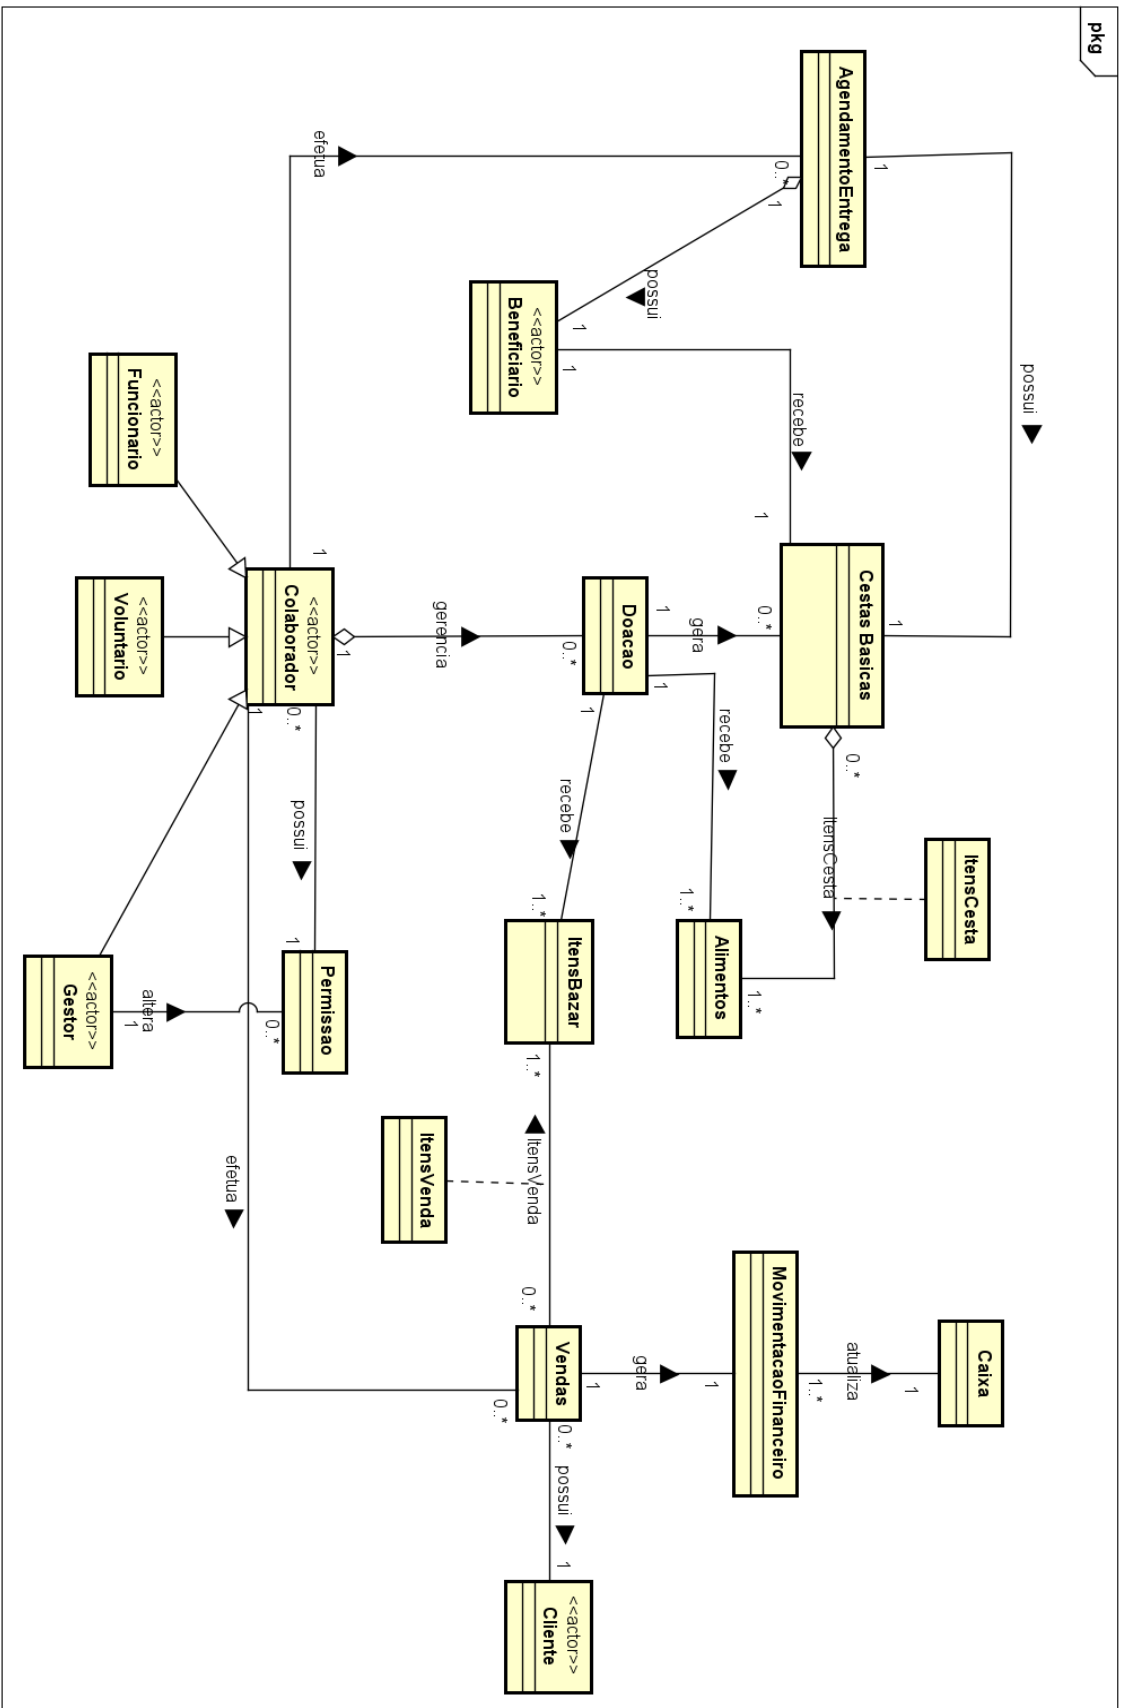 pkg
possui
Caixa
ItensCesta
1
1
1
Cestas Basicas
0..*
atualiza
AgendamentoEntrega
ItensCesta
1..*
recebe
0..*
MovimentacaoFinanceiro
1
0..*
1
1..*
recebe
Alimentos
1
gera
1..*
1
1
possui
gera
Doacao
1
1
1
<<actor>>
Cliente
ItensBazar
0..*
1
recebe
0..*
possui
1
Vendas
1..*
ItensVenda
0..*
<<actor>>
Beneficiario
0..*
gerencia
ItensVenda
1
Permissao
1
efetua
<<actor>>
Colaborador
possui
0..*
1
0..*
1
efetua
<<actor>>
Funcionario
<<actor>>
Voluntario
altera
1
<<actor>>
Gestor